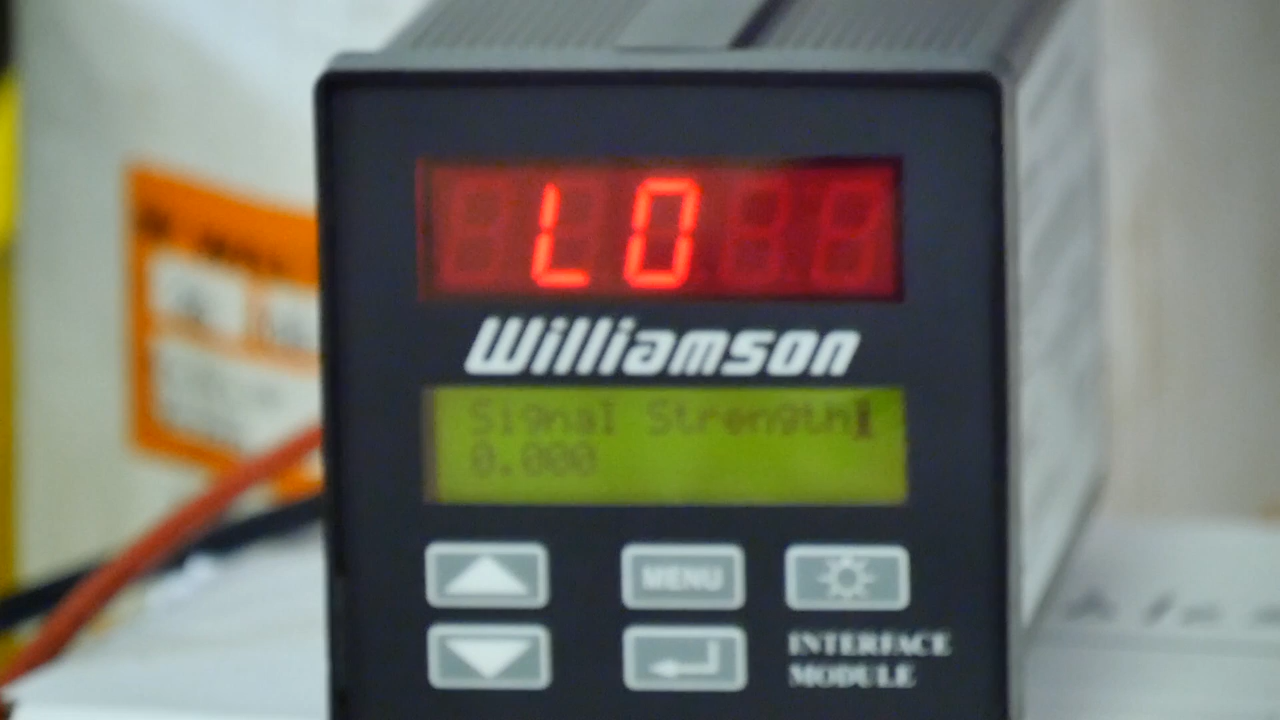 LO
Williamson
Signal Strength
0.000
MENU
INTERFACE
MODULE